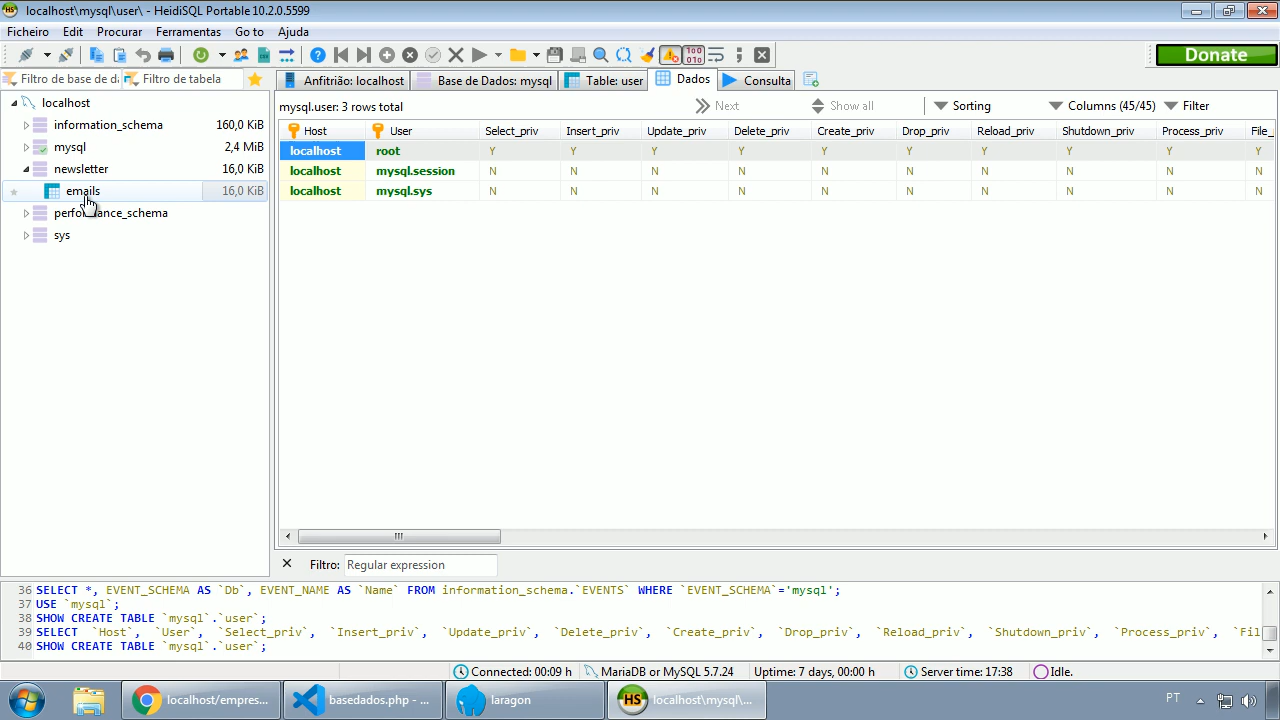 localhost\mysql\user\ - HeidiSQL Portable 10.2.0.5599
Ficheiro Edit Procurar Ferramentas Go to Ajuda
Donate
Filtro de base de da Filtro de tabela
Anfitrião: localhost Base de Dados: mysql Table: user Dados Consulta
localhost
information_schema 160,0 KiB
mysql 2,4 MiB
newsletter 16,0 KiB
emails 16,0 KiB
performance_schema
sys
mysql.user: 3 rows total Next Show all Sorting Columns (45/45) Filter
Host User Select_priv Insert_priv Update_priv Delete_priv Create_priv Drop_priv Reload_priv Shutdown_priv Process_priv File_
localhost root Y Y Y Y Y Y Y Y Y Y
localhost mysql.session N N N N N N N N N N
localhost mysql.sys N N N N N N N N N N
Filtro: Regular expression
36 SELECT *, EVENT_SCHEMA AS `Db`, EVENT_NAME AS `Name` FROM information_schema.`EVENTS` WHERE `EVENT_SCHEMA`='mysql';
37 USE `mysql`;
38 SHOW CREATE TABLE `mysql`.`user`;
39 SELECT `Host`, `User`, `Select_priv`, `Insert_priv`, `Update_priv`, `Delete_priv`, `Create_priv`, `Drop_priv`, `Reload_priv`, `Shutdown_priv`, `Process_priv`, `Fil
40 SHOW CREATE TABLE `mysql`.`user`;
Connected: 00:09 h MariaDB or MySQL 5.7.24 Uptime: 7 days, 00:00 h Server time: 17:38 Idle.
localhost/empres... basedados.php - ... laragon localhost\mysql\... PT